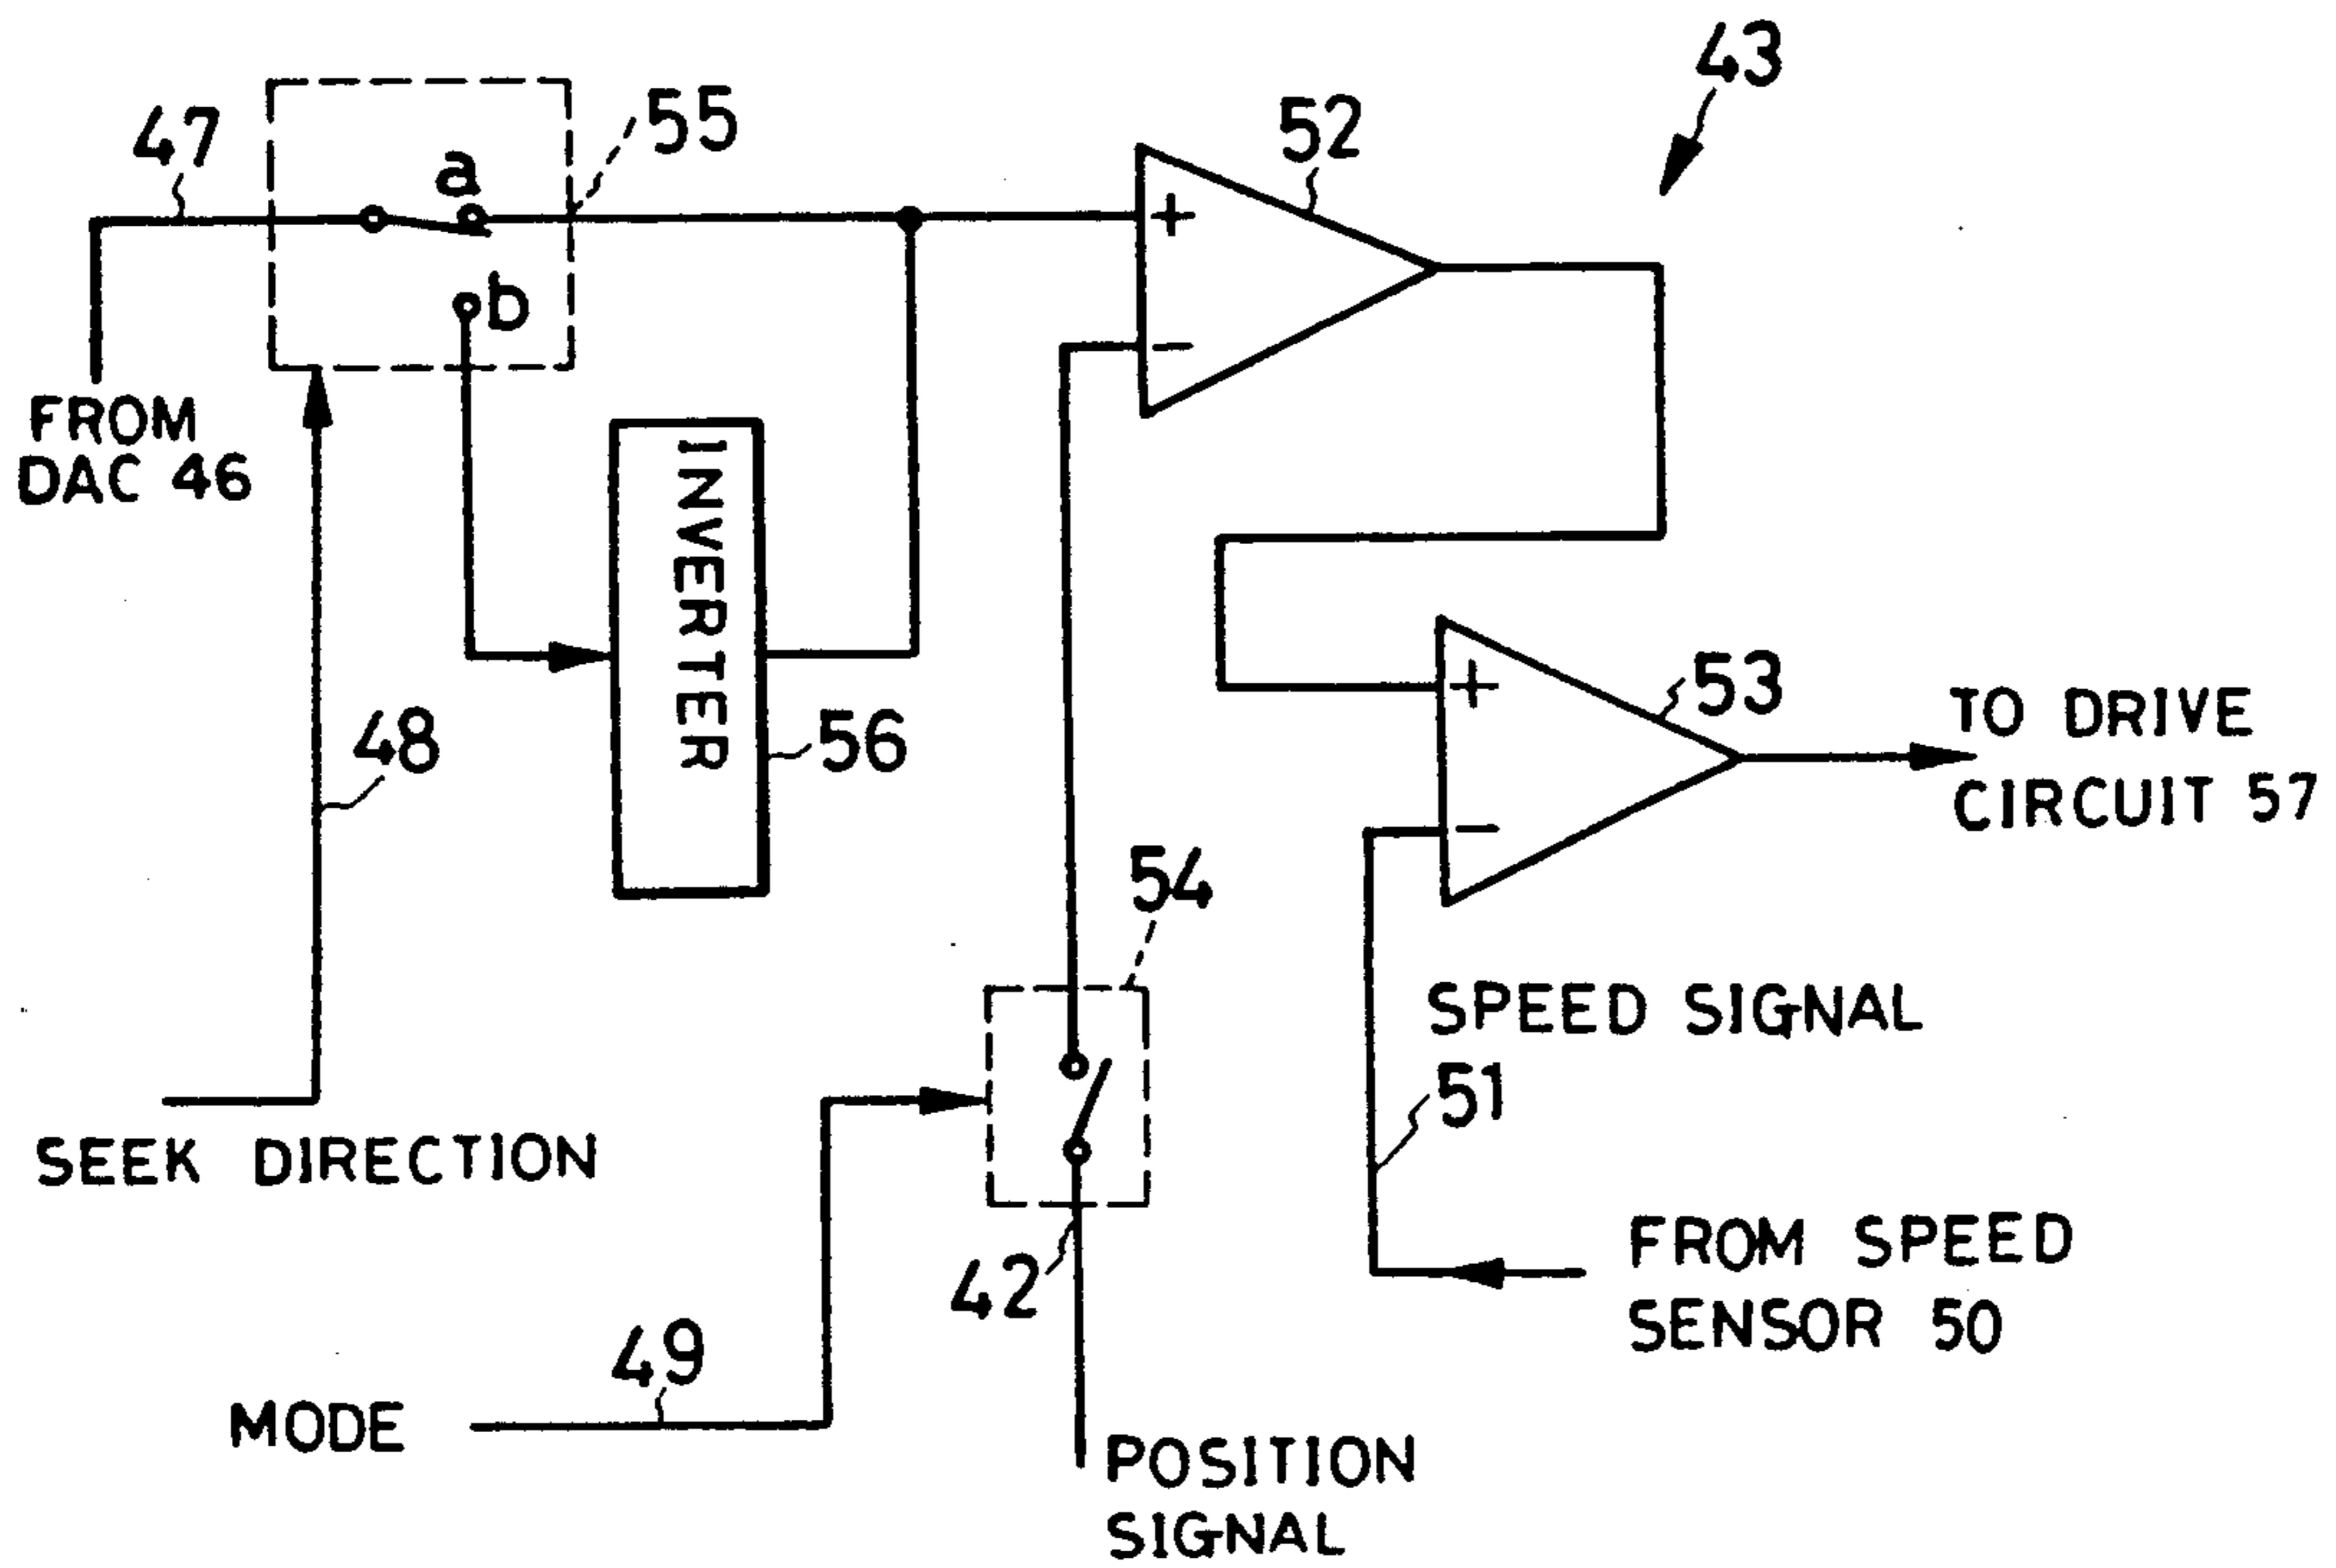 43
52
55
47
a
+
b
−
FROM
DAC 46
INVERTER
+
53
TO DRIVE
CIRCUIT 57
48
56
−
54
SPEED SIGNAL
51
SEEK DIRECTION
42
FROM SPEED
SENSOR 50
49
MODE
POSITION
SIGNAL